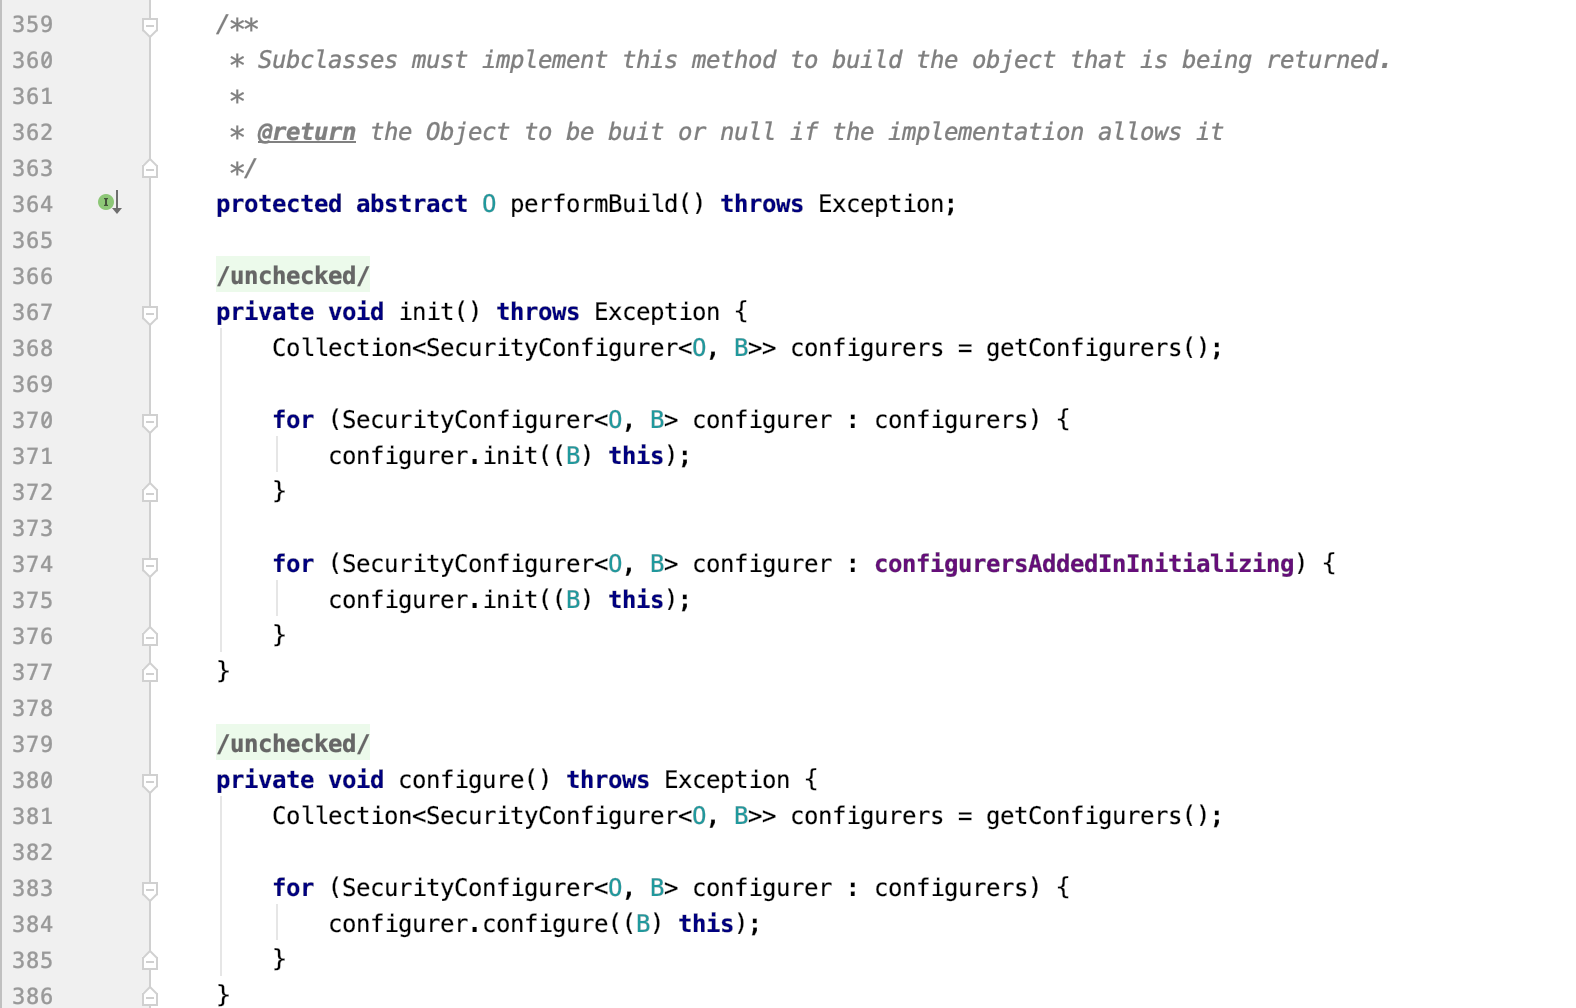 359 /**
360  * Subclasses must implement this method to build the object that is being returned.
361  *
362  * @return the Object to be buit or null if the implementation allows it
363  */
364 protected abstract O performBuild() throws Exception;
365
366 /unchecked/
367 private void init() throws Exception {
368     Collection<SecurityConfigurer<O, B>> configurers = getConfigurers();
369
370     for (SecurityConfigurer<O, B> configurer : configurers) {
371         configurer.init((B) this);
372     }
373
374     for (SecurityConfigurer<O, B> configurer : configurersAddedInInitializing) {
375         configurer.init((B) this);
376     }
377 }
378
379 /unchecked/
380 private void configure() throws Exception {
381     Collection<SecurityConfigurer<O, B>> configurers = getConfigurers();
382
383     for (SecurityConfigurer<O, B> configurer : configurers) {
384         configurer.configure((B) this);
385     }
386 }